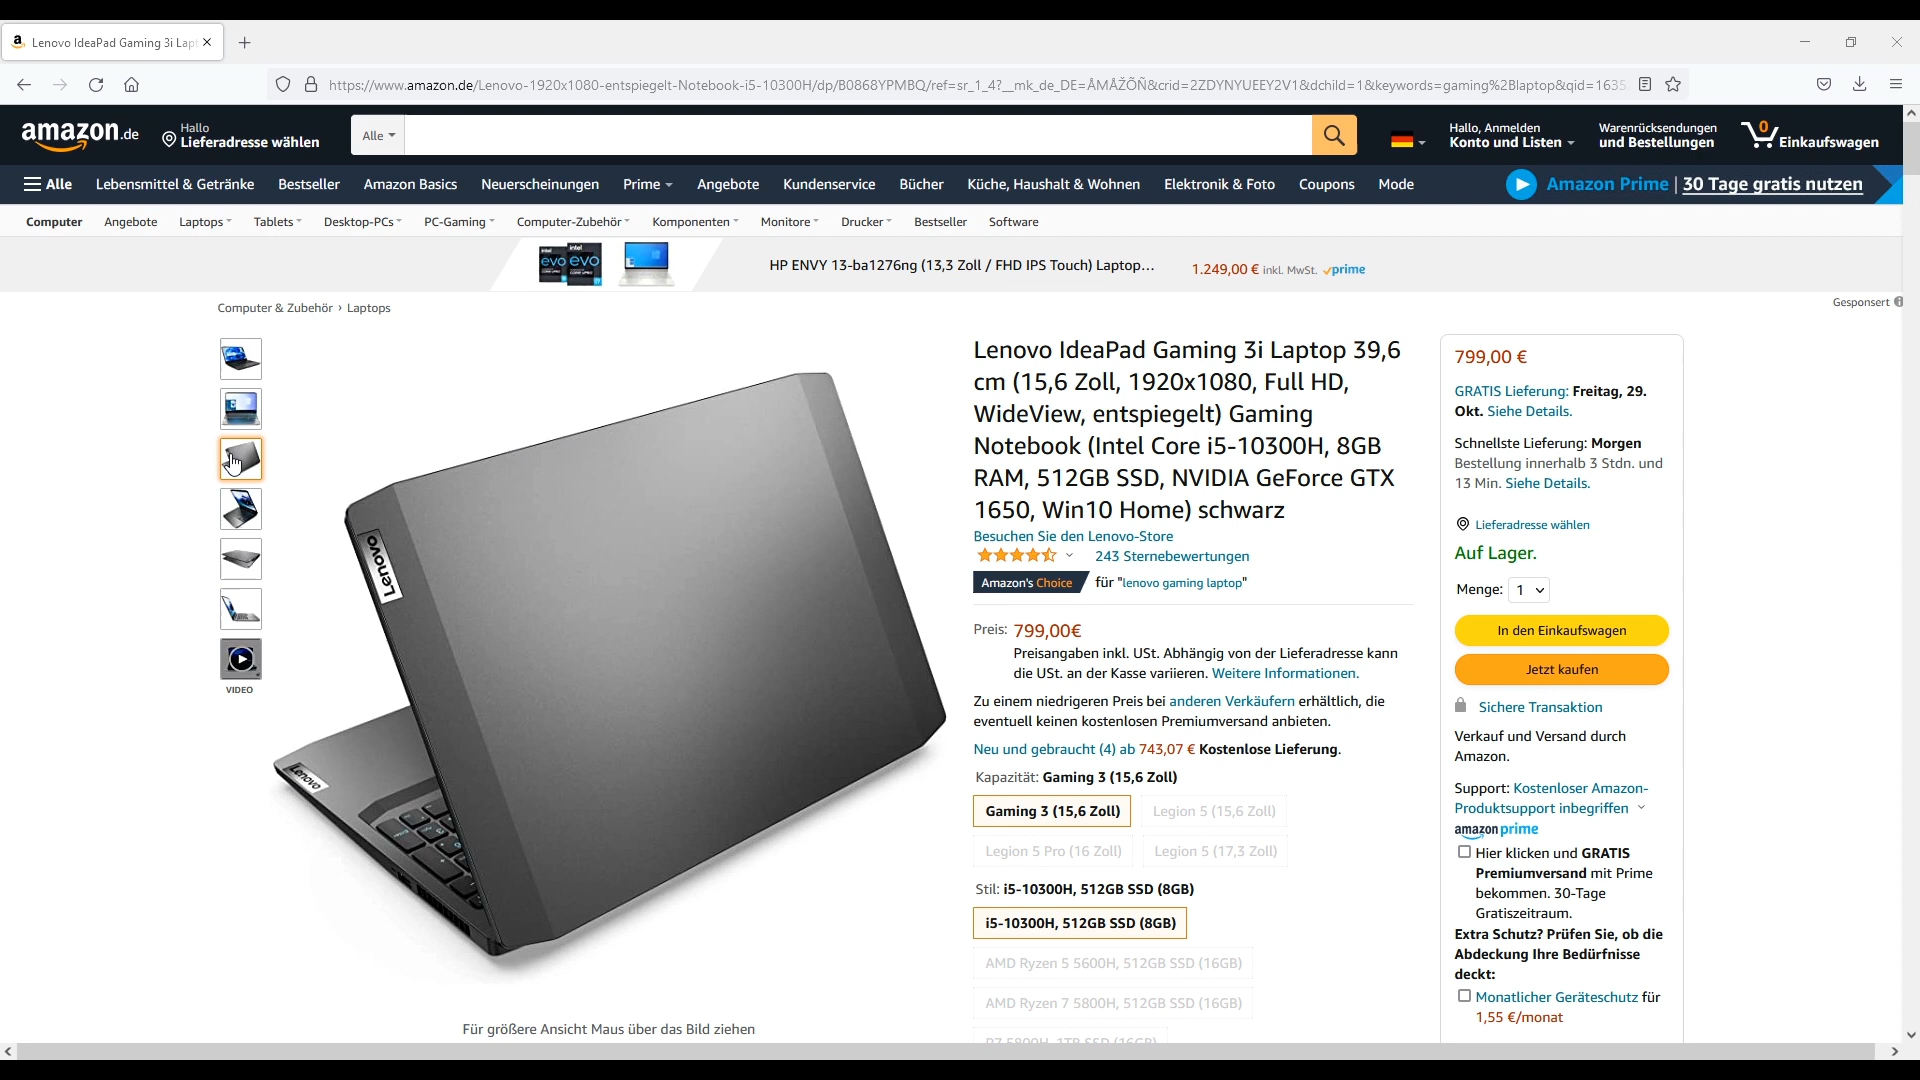 Lenovo IdeaPad Gaming 3i Lapt
https://www.amazon.de/Lenovo-1920x1080-entspiegelt-Notebook-i5-10300H/dp/B0868YPMBQ/ref=sr_1_4?__mk_de_DE=ÅMÅŽÕÑ&crid=2ZDYNYUEEY2V1&dchild=1&keywords=gaming%2Blaptop&qid=1635
amazon.de
Hallo
Lieferadresse wählen
Alle
Hallo, Anmelden
Konto und Listen
Warenrücksendungen
und Bestellungen
0
Einkaufswagen
Alle Lebensmittel & Getränke Bestseller Amazon Basics Neuerscheinungen Prime Angebote Kundenservice Bücher Küche, Haushalt & Wohnen Elektronik & Foto Coupons Mode
Amazon Prime | 30 Tage gratis nutzen
Computer Angebote Laptops Tablets Desktop-PCs PC-Gaming Computer-Zubehör Komponenten Monitore Drucker Bestseller Software
intel evo intel evo
HP ENVY 13-ba1276ng (13,3 Zoll / FHD IPS Touch) Laptop…
1.249,00 € inkl. MwSt. prime
Gesponsert
Computer & Zubehör › Laptops
VIDEO
Lenovo
Lenovo
Für größere Ansicht Maus über das Bild ziehen
Lenovo IdeaPad Gaming 3i Laptop 39,6
cm (15,6 Zoll, 1920x1080, Full HD,
WideView, entspiegelt) Gaming
Notebook (Intel Core i5-10300H, 8GB
RAM, 512GB SSD, NVIDIA GeForce GTX
1650, Win10 Home) schwarz
Besuchen Sie den Lenovo-Store
243 Sternebewertungen
Amazon's Choice für "lenovo gaming laptop"
Preis: 799,00€
Preisangaben inkl. USt. Abhängig von der Lieferadresse kann
die USt. an der Kasse variieren. Weitere Informationen.
Zu einem niedrigeren Preis bei anderen Verkäufern erhältlich, die
eventuell keinen kostenlosen Premiumversand anbieten.
Neu und gebraucht (4) ab 743,07 € Kostenlose Lieferung.
Kapazität: Gaming 3 (15,6 Zoll)
Gaming 3 (15,6 Zoll) Legion 5 (15,6 Zoll)
Legion 5 Pro (16 Zoll) Legion 5 (17,3 Zoll)
Stil: i5-10300H, 512GB SSD (8GB)
i5-10300H, 512GB SSD (8GB)
AMD Ryzen 5 5600H, 512GB SSD (16GB)
AMD Ryzen 7 5800H, 512GB SSD (16GB)
R7 5800H, 1TB SSD (16GB)
799,00 €
GRATIS Lieferung: Freitag, 29.
Okt. Siehe Details.
Schnellste Lieferung: Morgen
Bestellung innerhalb 3 Stdn. und
13 Min. Siehe Details.
Lieferadresse wählen
Auf Lager.
Menge: 1
In den Einkaufswagen
Jetzt kaufen
Sichere Transaktion
Verkauf und Versand durch
Amazon.
Support: Kostenloser Amazon-
Produktsupport inbegriffen
amazon prime
Hier klicken und GRATIS
Premiumversand mit Prime
bekommen. 30-Tage
Gratiszeitraum.
Extra Schutz? Prüfen Sie, ob die
Abdeckung Ihre Bedürfnisse
deckt:
Monatlicher Geräteschutz für
1,55 €/monat